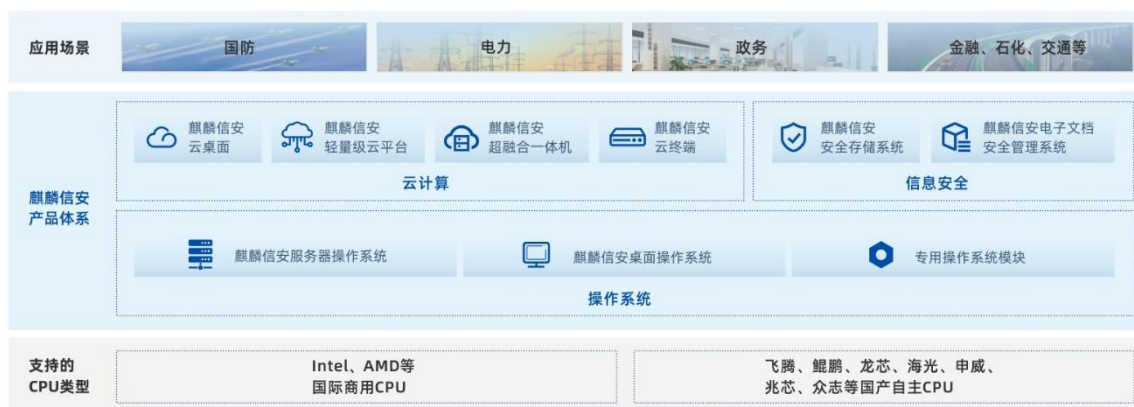 应用场景
国防
电力
政务
金融、石化、交通等
麒麟信安
产品体系
麒麟信安
云桌面
麒麟信安
轻量级云平台
麒麟信安
超融合一体机
麒麟信安
云终端
云计算
麒麟信安
安全存储系统
麒麟信安电子文档
安全管理系统
信息安全
麒麟信安服务器操作系统
麒麟信安桌面操作系统
专用操作系统模块
操作系统
支持的
CPU类型
Intel、AMD等
国际商用CPU
飞腾、鲲鹏、龙芯、海光、申威、
兆芯、众志等国产自主CPU